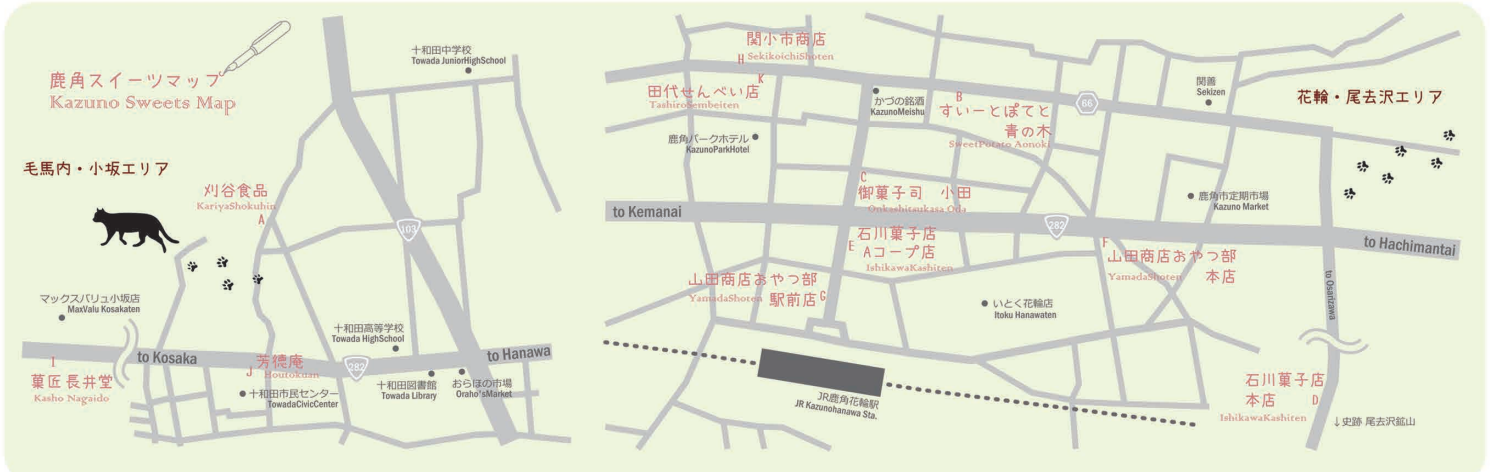 鹿角スイーツマップ
Kazuno Sweets Map
毛馬内・小坂エリア
十和田中学校
Towada JuniorHighSchool
刈谷食品
KariyaShokuhin
A
103
マックスバリュ小坂店
MaxValu Kosakaten
I
菓匠 長井堂
Kasho Nagaido
to Kosaka
芳徳庵
J Houtokuan
282
十和田高等学校
Towada HighSchool
to Hanawa
十和田市民センター
TowadaCivicCenter
十和田図書館
Towada Library
おらほの市場
Oraho'sMarket
関小市商店
H SekikoichiShoten
K
田代せんべい店
TashiroSembeiten
かづの銘酒
KazunoMeishu
B
すいーとぽてと
青の木
SweetPotato Aonoki
66
関善
Sekizen
花輪・尾去沢エリア
鹿角パークホテル
KazunoParkHotel
C
御菓子司 小田
Onkashitsukasa Oda
鹿角市定期市場
Kazuno Market
to Kemanai
282
to Hachimantai
石川菓子店
E Aコープ店
IshikawaKashiten
F
山田商店おやつ部
YamadaShoten 本店
山田商店おやつ部
YamadaShoten 駅前店 G
いとく花輪店
Itoku Hanawaten
to Osarizawa
JR鹿角花輪駅
JR Kazunohanawa Sta.
石川菓子店
本店 D
IshikawaKashiten
↓史跡 尾去沢鉱山